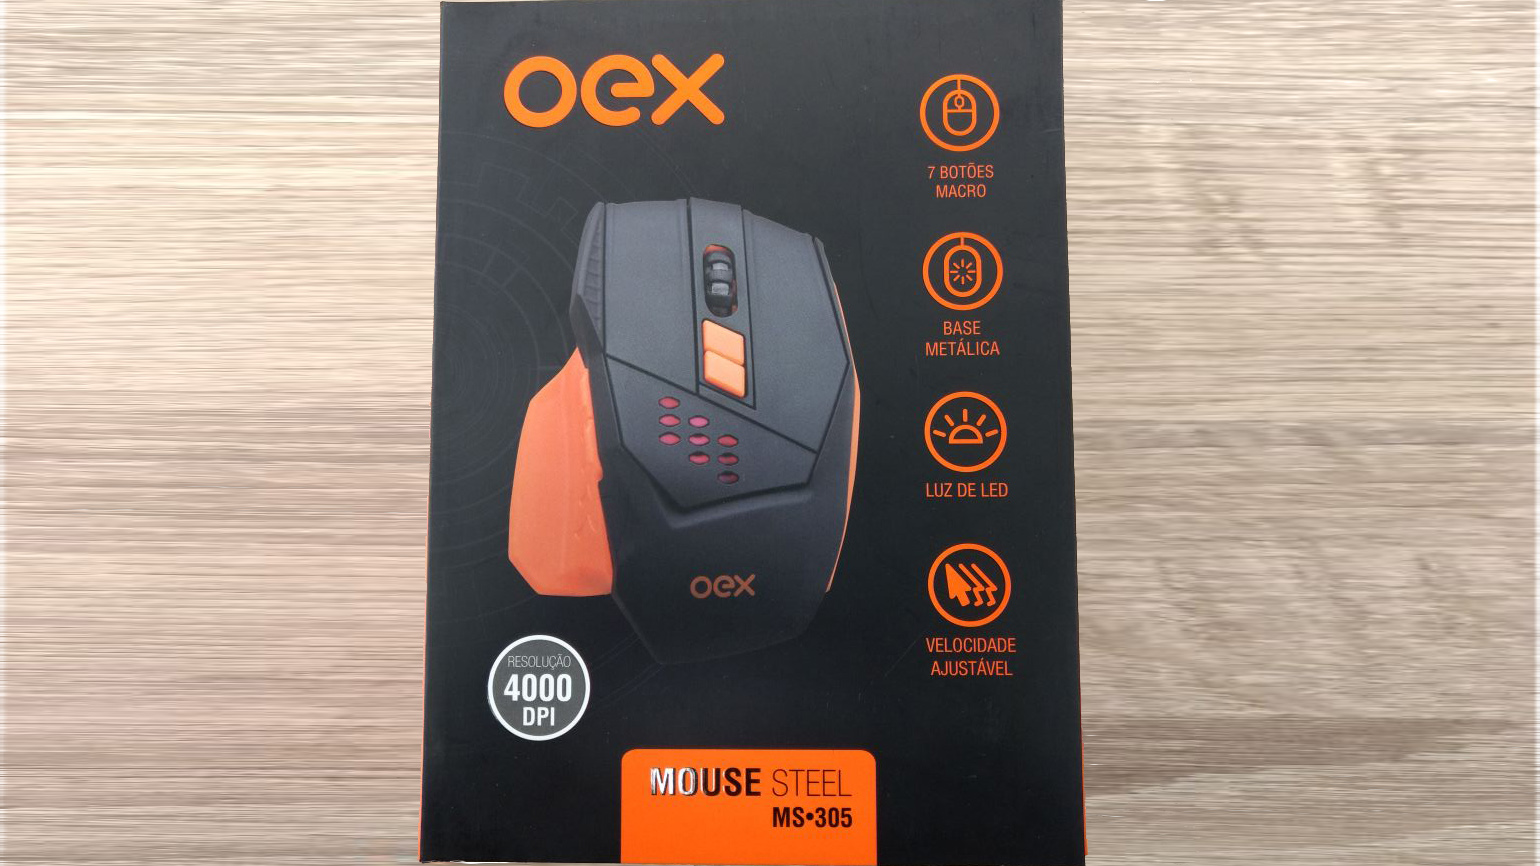 oex
7 BOTÕES
MACRO
BASE
METÁLICA
LUZ DE LED
VELOCIDADE
AJUSTÁVEL
oex
RESOLUÇÃO
4000
DPI
MOUSE STEEL
MS•305